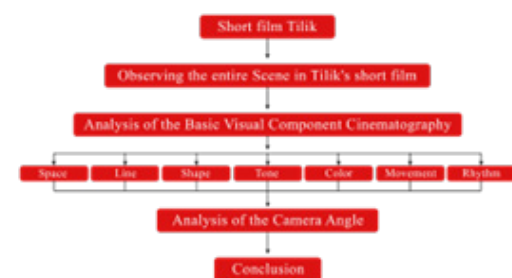 Short film Tilik
Observing the entire Scene in Tilik's short film
Analysis of the Basic Visual Component Cinematography
Space Line Shape Tone Color Movement Rhythm
Analysis of the Camera Angle
Conclusion